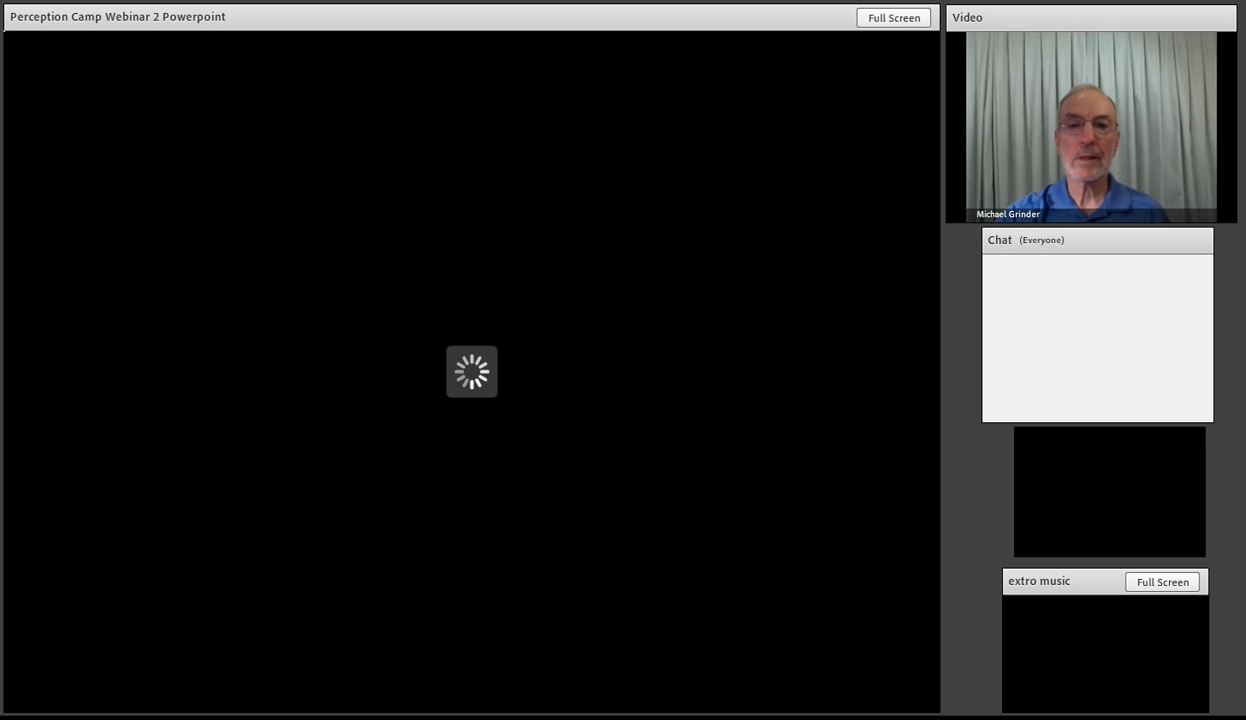 Perception Camp Webinar 2 Powerpoint
Full Screen
Video
Michael Grinder
Chat (Everyone)
extro music
Full Screen